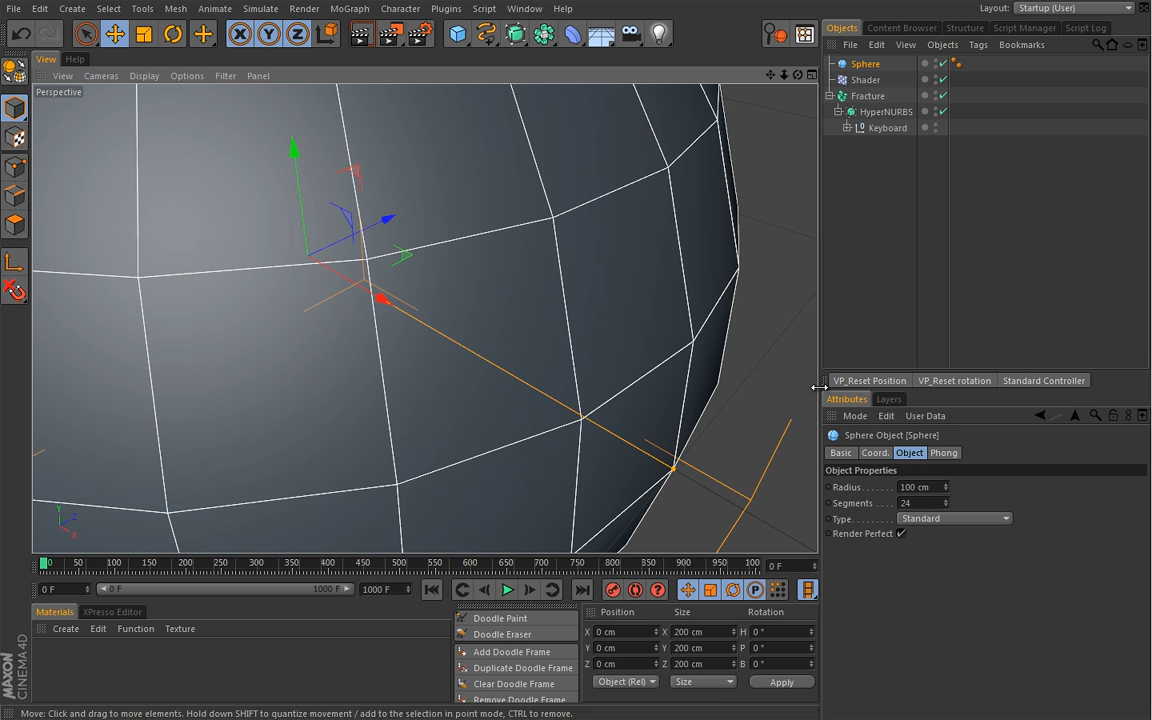 File Edit Create Select Tools Mesh Animate Simulate Render MoGraph Character Plugins Script Window Help Layout: Startup (User)
X Y Z
View Help
View Cameras Display Options Filter Panel
Perspective
Y
Z
X
0 50 100 150 200 250 300 350 400 450 500 550 600 650 700 750 800 850 900 950 100 0 F
0 F 0 F 1000 F 1000 F P
Materials XPresso Editor
Create Edit Function Texture
Doodle Paint
Doodle Eraser
Add Doodle Frame
Duplicate Doodle Frame
Clear Doodle Frame
Remove Doodle Frame
Position Size Rotation
X 0 cm X 200 cm H 0 °
Y 0 cm Y 200 cm P 0 °
Z 0 cm Z 200 cm B 0 °
Object (Rel) Size Apply
MAXON
CINEMA 4D
Move: Click and drag to move elements. Hold down SHIFT to quantize movement / add to the selection in point mode, CTRL to remove.
Objects Content Browser Structure Script Manager Script Log
File Edit View Objects Tags Bookmarks
Sphere
Shader
Fracture
HyperNURBS
Keyboard
VP_Reset Position VP_Reset rotation Standard Controller
Attributes Layers
Mode Edit User Data
Sphere Object [Sphere]
Basic Coord. Object Phong
Object Properties
Radius . . . . . . . 100 cm
Segments . . . . 24
Type . . . . . . . . Standard
Render Perfect